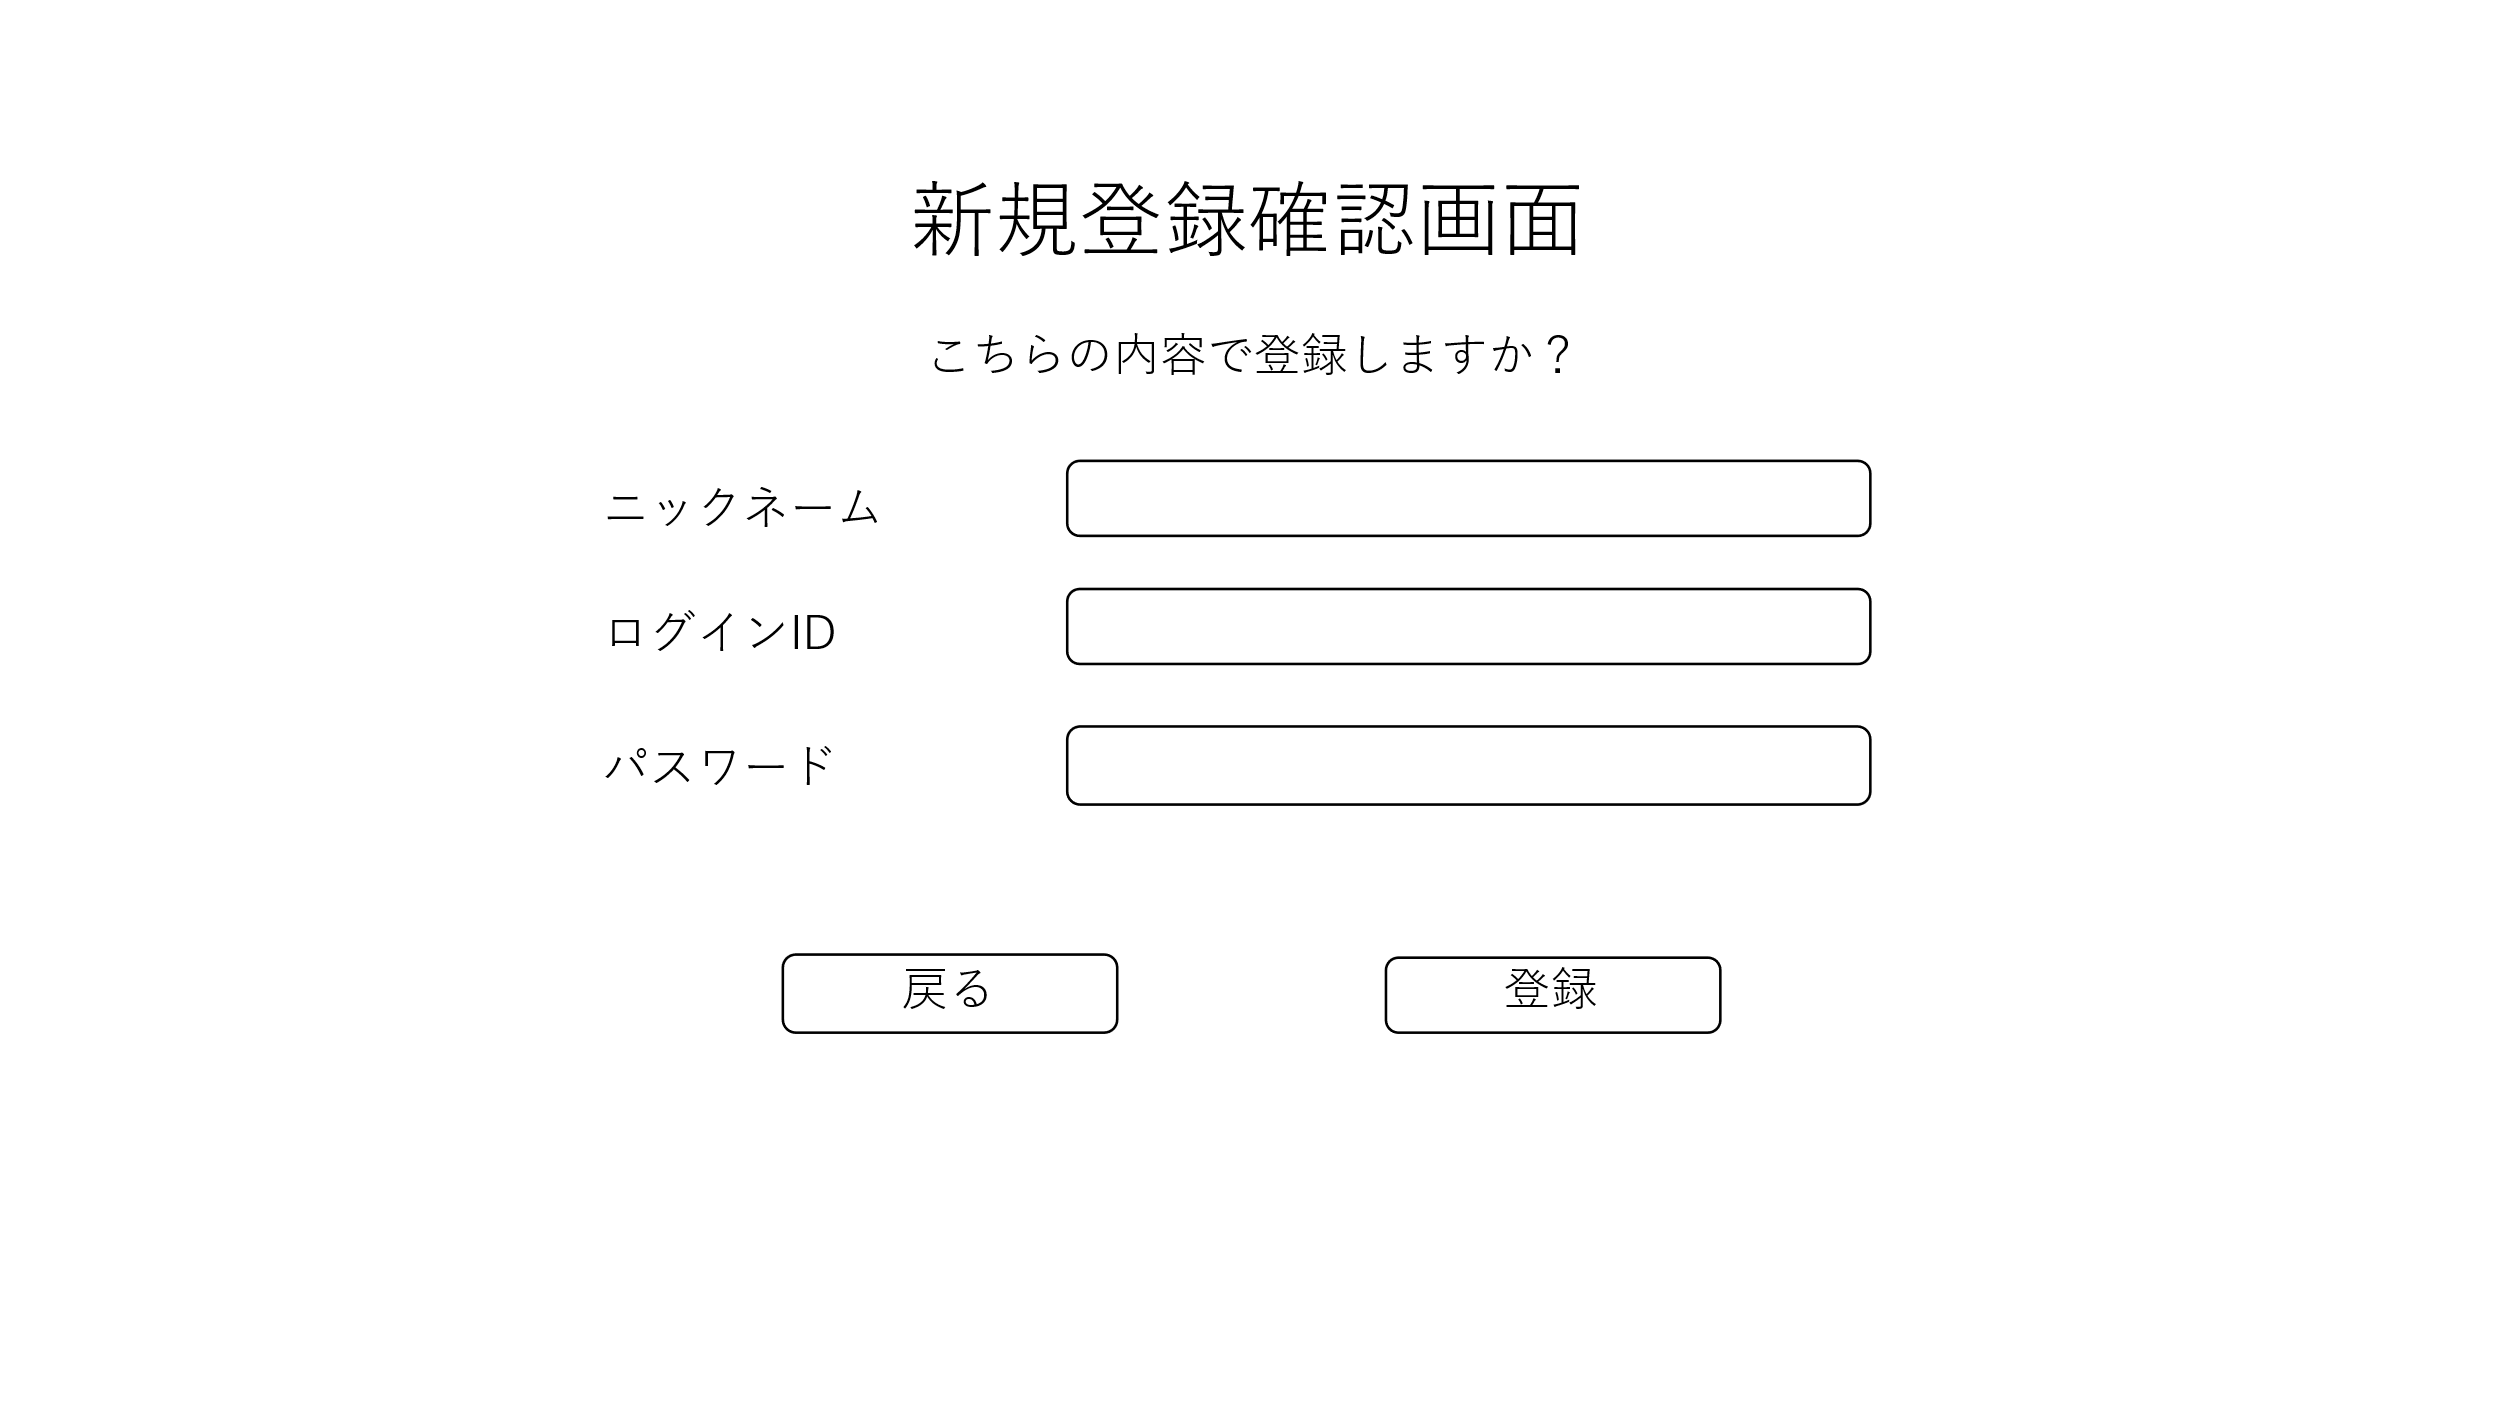 新規登録確認画面
こちらの内容で登録しますか？
ニックネーム
ログインID
パスワード
戻る
登録